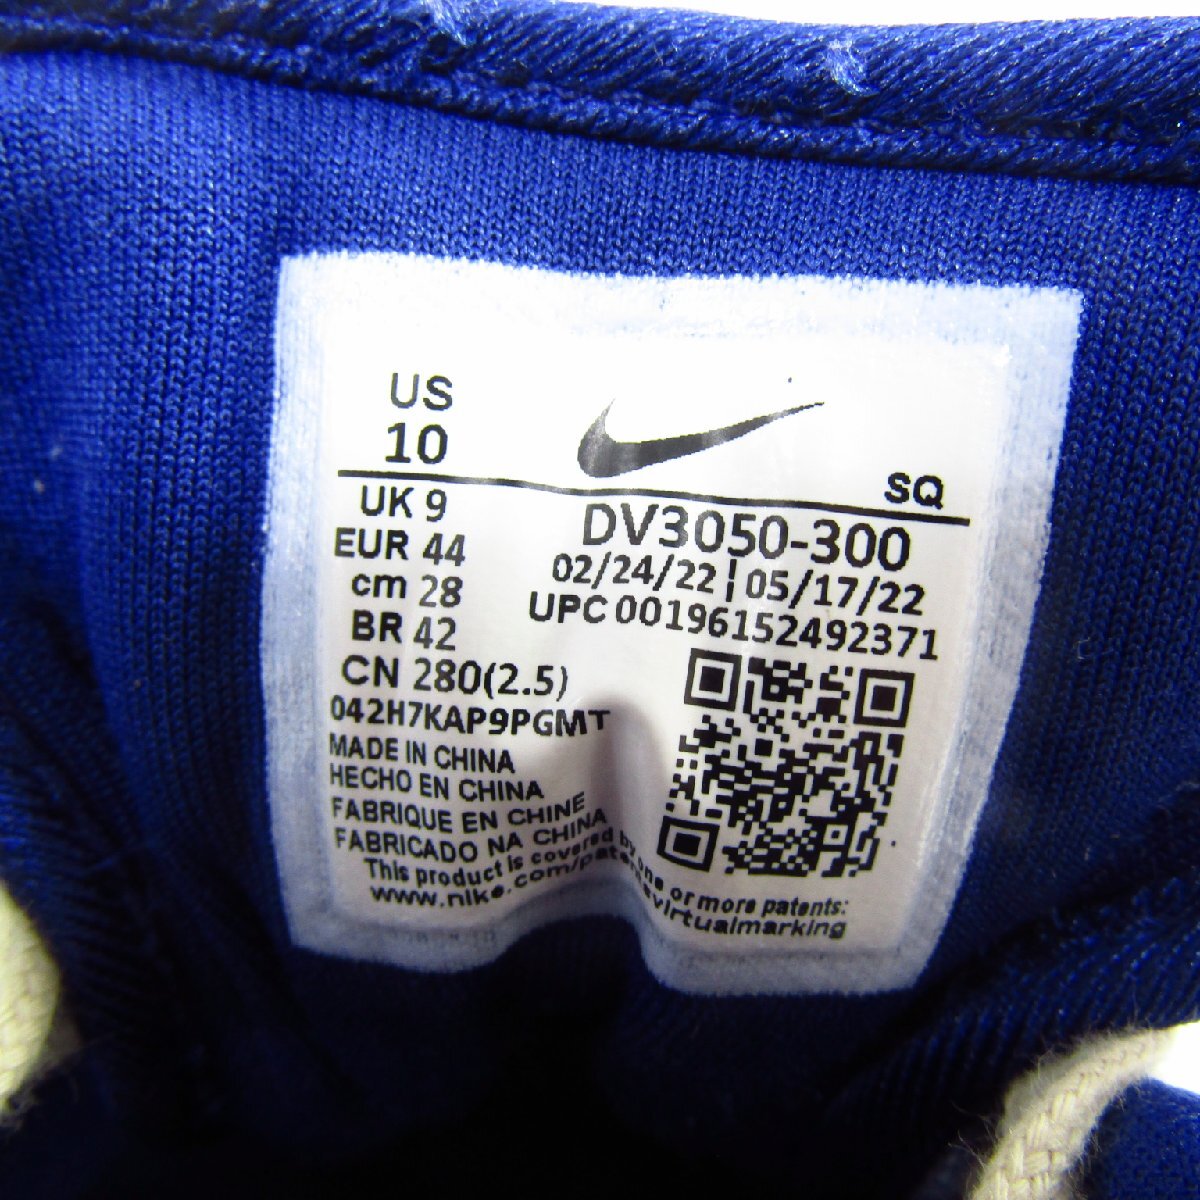 US
10
SQ
UK 9
EUR 44
cm 28
BR 42
CN 280(2.5)
DV3050-300
02/24/22 | 05/17/22
UPC 00196152492371
042H7KAP9PGMT
MADE IN CHINA
HECHO EN CHINA
FABRIQUE EN CHINE
FABRICADO NA CHINA
This product is covered by one or more patents:
www.nike.com/patentsvirtualmarking